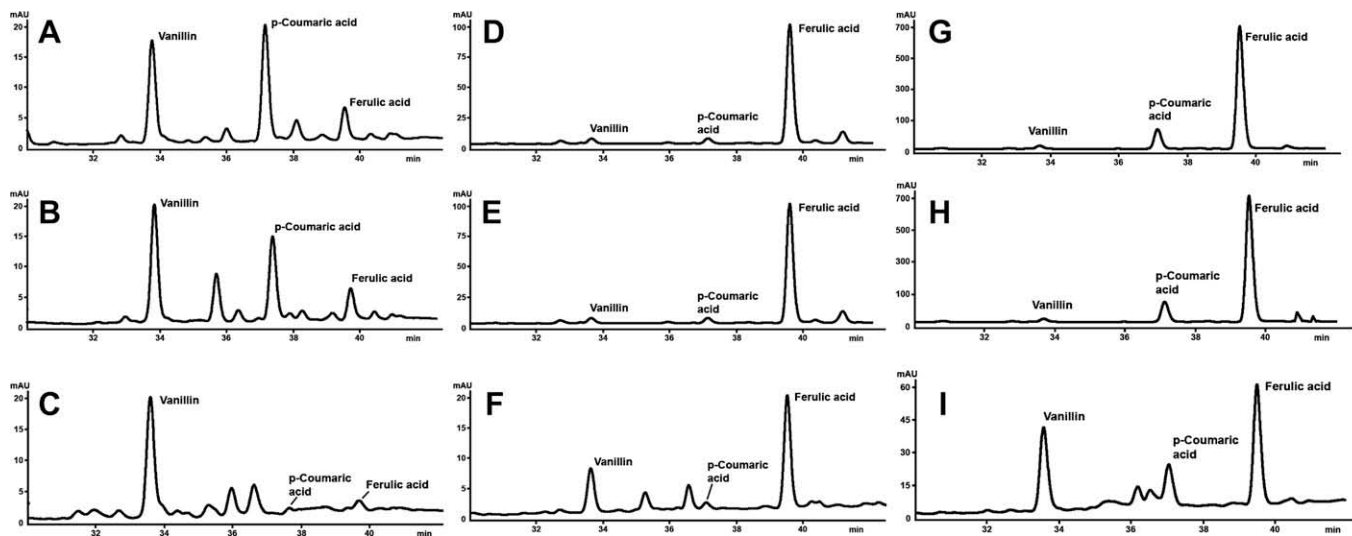 mAU
20
15
10
5
0
A
Vanillin
p-Coumaric acid
Ferulic acid
32
34
36
38
40
min
mAU
100
75
50
25
0
D
Vanillin
p-Coumaric
acid
Ferulic acid
32
34
36
38
40
min
mAU
700
500
300
100
0
G
Vanillin
p-Coumaric
acid
Ferulic acid
32
34
36
38
40
min
mAU
20
15
10
5
0
B
Vanillin
p-Coumaric acid
Ferulic acid
32
34
36
38
40
min
mAU
100
75
50
25
0
E
Vanillin
p-Coumaric
acid
Ferulic acid
32
34
36
38
40
min
mAU
700
500
300
100
0
H
Vanillin
p-Coumaric
acid
Ferulic acid
32
34
36
38
40
min
mAU
20
15
10
5
0
C
Vanillin
p-Coumaric
acid
Ferulic acid
32
34
36
38
40
min
mAU
20
15
10
5
0
F
Vanillin
p-Coumaric
acid
Ferulic acid
32
34
36
38
40
min
mAU
60
45
30
15
0
I
Vanillin
p-Coumaric
acid
Ferulic acid
32
34
36
38
40
min